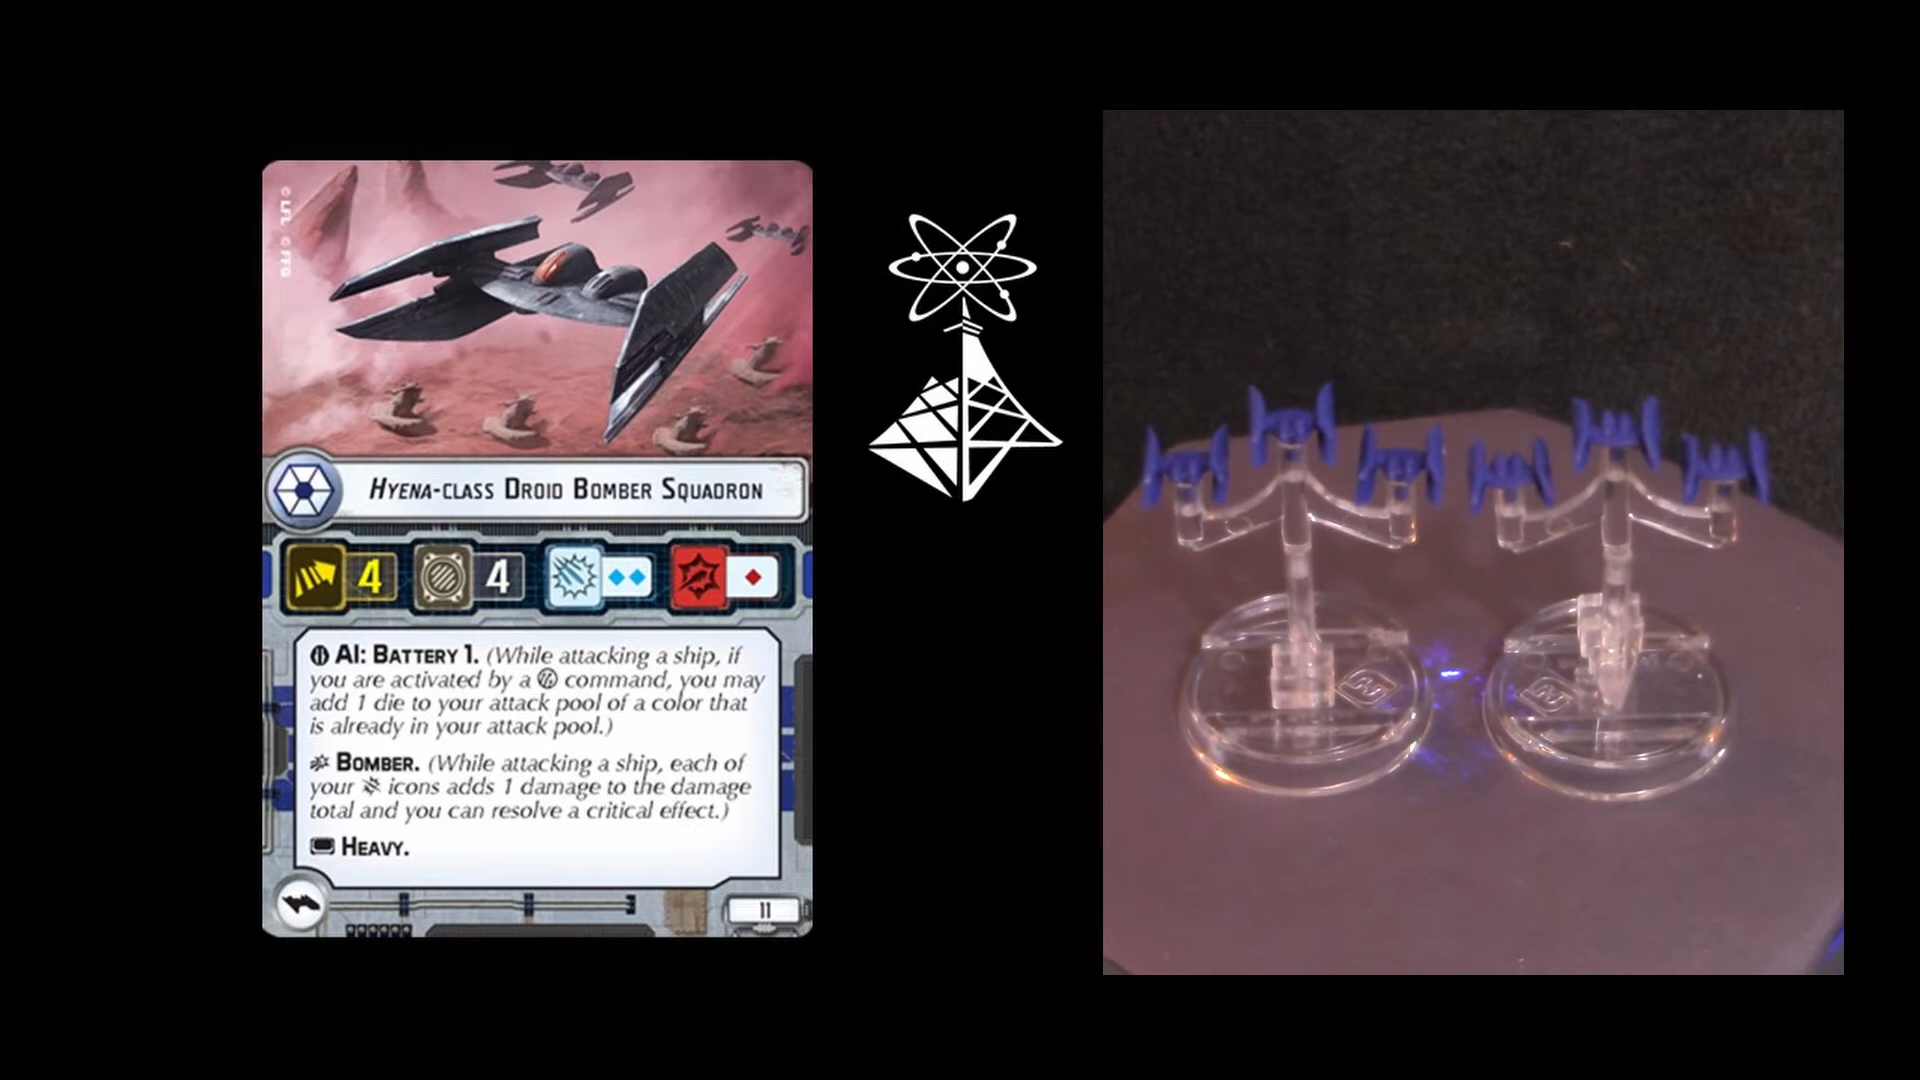 © LFL © FFG
HYENA-CLASS DROID BOMBER SQUADRON
4 4
AI: BATTERY 1. (While attacking a ship, if
you are activated by a command, you may
add 1 die to your attack pool of a color that
is already in your attack pool.)
BOMBER. (While attacking a ship, each of
your icons adds 1 damage to the damage
total and you can resolve a critical effect.)
HEAVY.
11